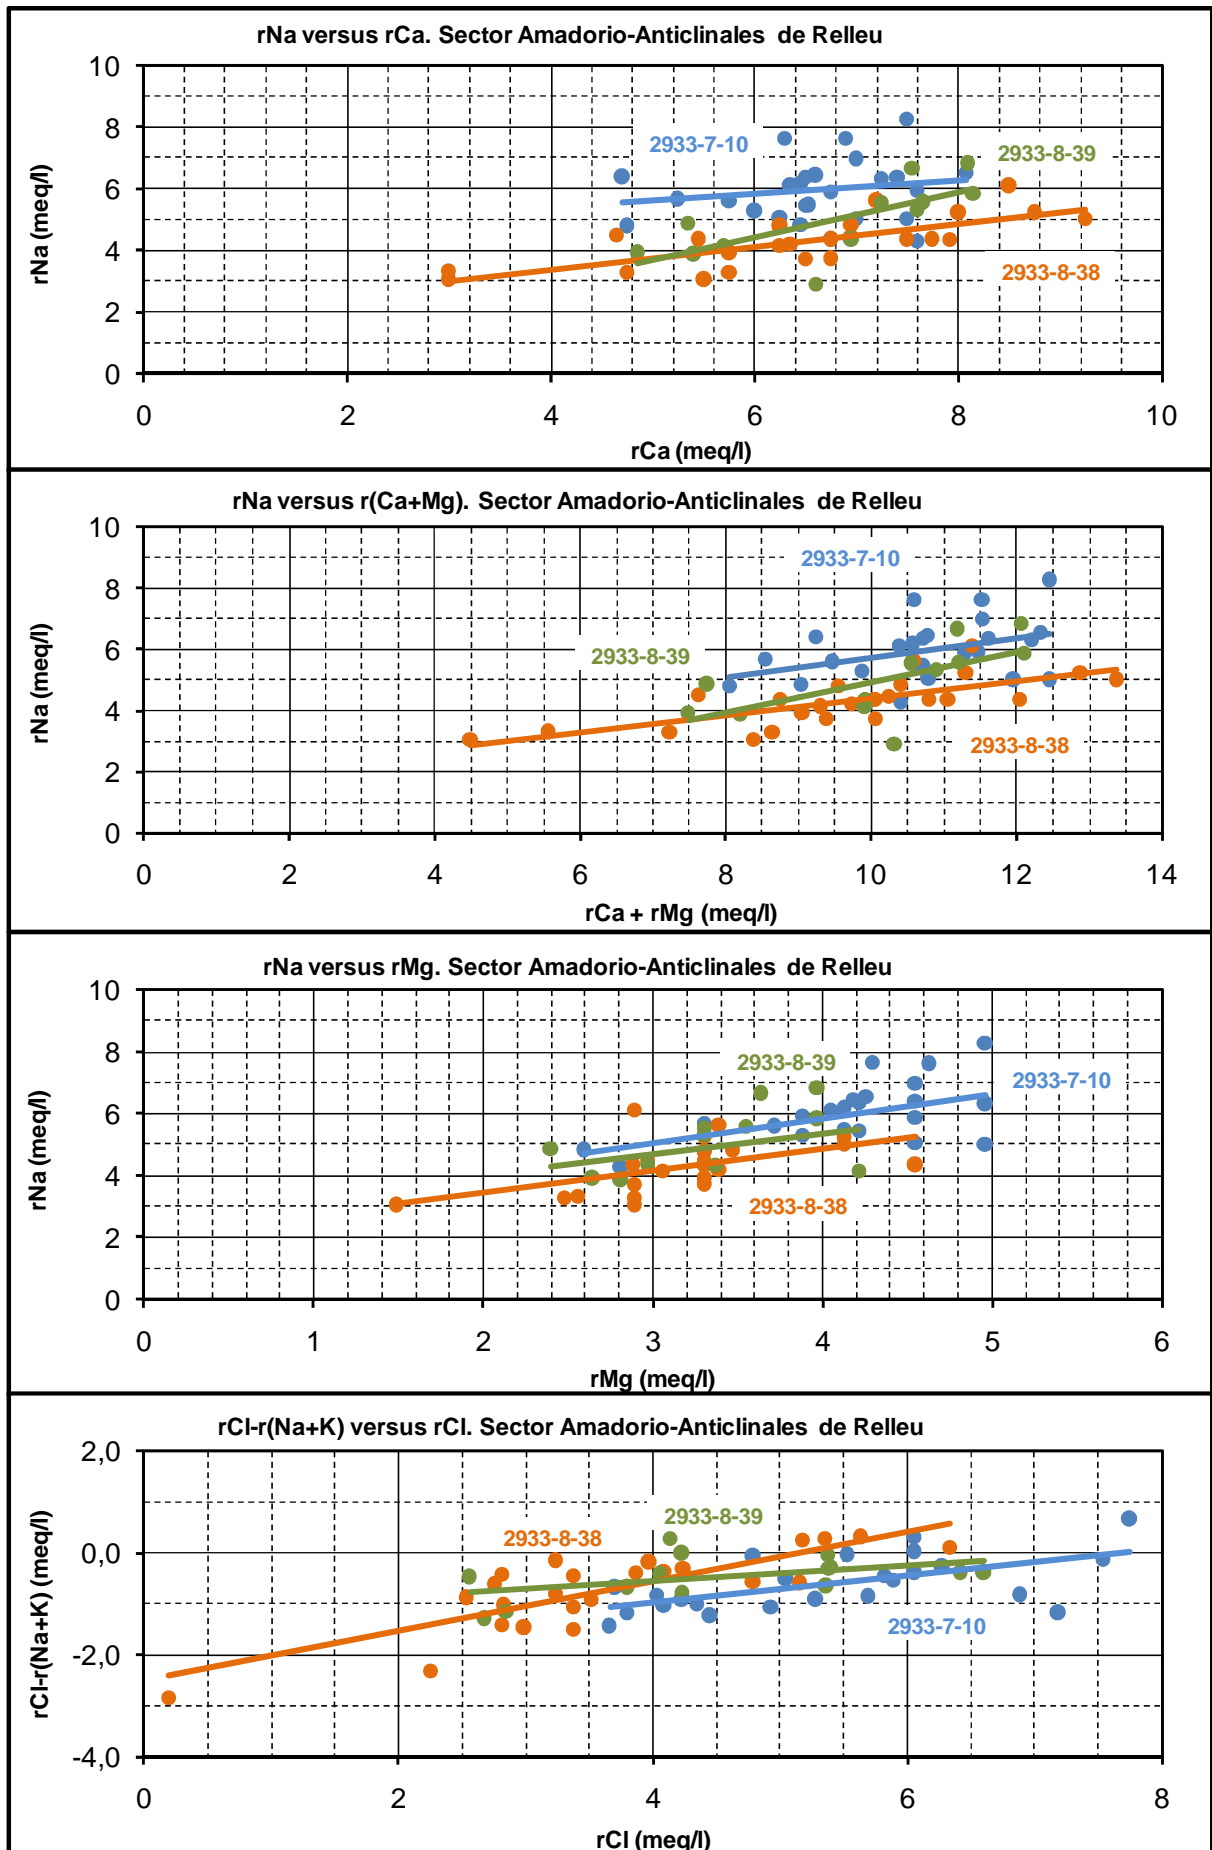 rNa versus rCa. Sector Amadorio-Anticlinales de Relleu
10
8
6
4
2
0
rNa (meq/l)
2933-7-10
2933-8-39
2933-8-38
0 2 4 6 8 10
rCa (meq/l)
rNa versus r(Ca+Mg). Sector Amadorio-Anticlinales de Relleu
10
8
6
4
2
0
rNa (meq/l)
2933-7-10
2933-8-39
2933-8-38
0 2 4 6 8 10 12 14
rCa + rMg (meq/l)
rNa versus rMg. Sector Amadorio-Anticlinales de Relleu
10
8
6
4
2
0
rNa (meq/l)
2933-8-39
2933-7-10
2933-8-38
0 1 2 3 4 5 6
rMg (meq/l)
rCl-r(Na+K) versus rCl. Sector Amadorio-Anticlinales de Relleu
2,0
0,0
-2,0
-4,0
rCl-r(Na+K) (meq/l)
2933-8-39
2933-8-38
2933-7-10
0 2 4 6 8
rCl (meq/l)